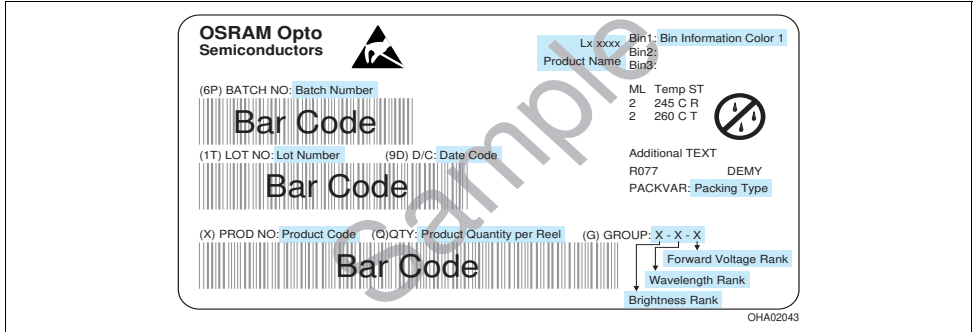 OSRAM Opto
Semiconductors
Lx xxxx
Product Name
Bin1: Bin Information Color 1
Bin2:
Bin3:
(6P) BATCH NO: Batch Number
Bar Code
ML Temp ST
2 245 C R
2 260 C T
(1T) LOT NO: Lot Number (9D) D/C: Date Code
Bar Code
Additional TEXT
R077 DEMY
PACKVAR: Packing Type
(X) PROD NO: Product Code (Q)QTY: Product Quantity per Reel (G) GROUP: X - X - X
Bar Code
Forward Voltage Rank
Wavelength Rank
Brightness Rank
Sample
OHA02043